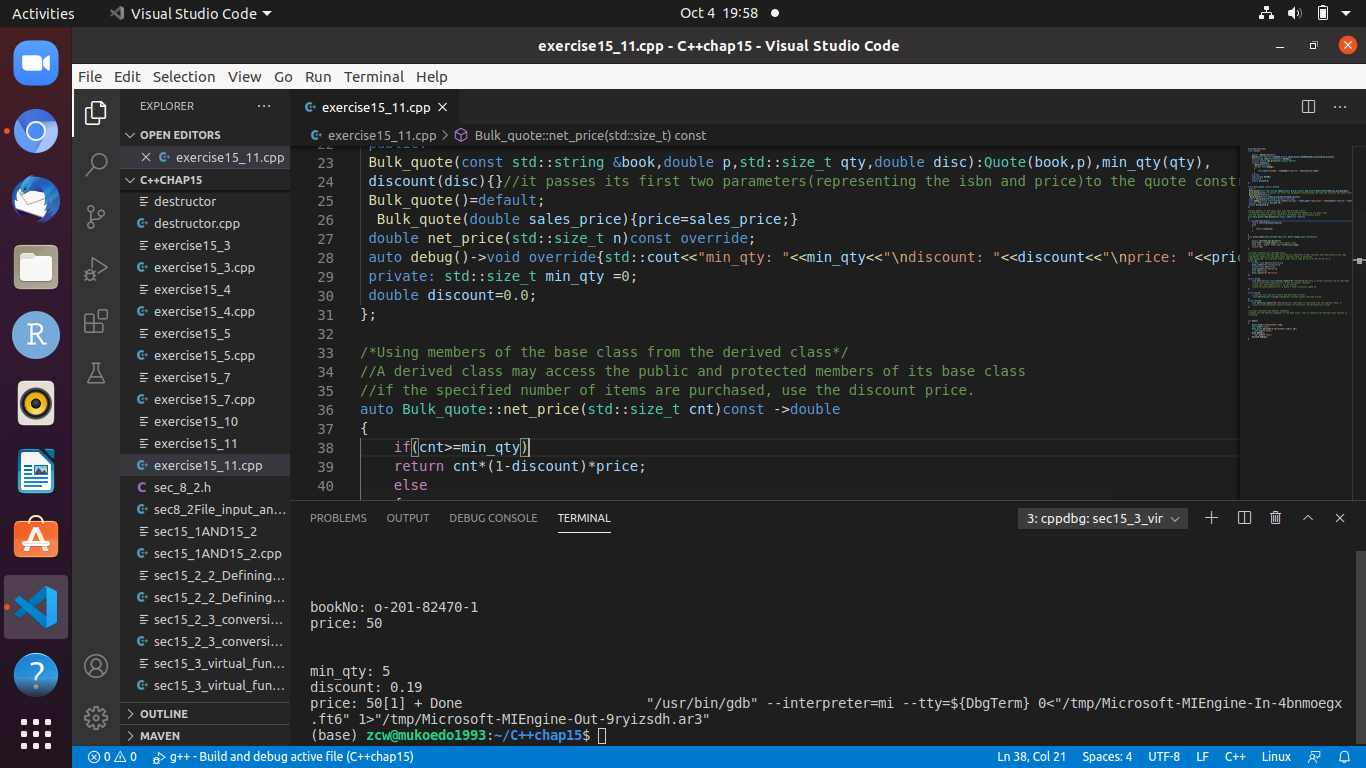 Activities
Visual Studio Code
Oct 4 19:58
exercise15_11.cpp - C++chap15 - Visual Studio Code
File Edit Selection View Go Run Terminal Help
EXPLORER
OPEN EDITORS
exercise15_11.cpp
C++CHAP15
destructor
destructor.cpp
exercise15_3
exercise15_3.cpp
exercise15_4
exercise15_4.cpp
exercise15_5
exercise15_5.cpp
exercise15_7
exercise15_7.cpp
exercise15_10
exercise15_11
exercise15_11.cpp
sec_8_2.h
sec8_2File_input_an...
sec15_1AND15_2
sec15_1AND15_2.cpp
sec15_2_2_Defining...
sec15_2_2_Defining...
sec15_2_3_conversi...
sec15_2_3_conversi...
sec15_3_virtual_fun...
sec15_3_virtual_fun...
OUTLINE
MAVEN
exercise15_11.cpp
exercise15_11.cpp > Bulk_quote::net_price(std::size_t) const
22 public:
23 Bulk_quote(const std::string &book,double p,std::size_t qty,double disc):Quote(book,p),min_qty(qty),
24 discount(disc){}//it passes its first two parameters(representing the isbn and price)to the quote constr
25 Bulk_quote()=default;
26 Bulk_quote(double sales_price){price=sales_price;}
27 double net_price(std::size_t n)const override;
28 auto debug()->void override{std::cout<<"min_qty: "<<min_qty<<"\ndiscount: "<<discount<<"\nprice: "<<pric
29 private: std::size_t min_qty =0;
30 double discount=0.0;
31 };
32
33 /*Using members of the base class from the derived class*/
34 //A derived class may access the public and protected members of its base class
35 //if the specified number of items are purchased, use the discount price.
36 auto Bulk_quote::net_price(std::size_t cnt)const ->double
37 {
38 if(cnt>=min_qty)
39 return cnt*(1-discount)*price;
40 else
PROBLEMS OUTPUT DEBUG CONSOLE TERMINAL
3: cppdbg: sec15_3_vir
bookNo: o-201-82470-1
price: 50
min_qty: 5
discount: 0.19
price: 50[1] + Done "/usr/bin/gdb" --interpreter=mi --tty=${DbgTerm} 0<"/tmp/Microsoft-MIEngine-In-4bnmoegx
.ft6" 1>"/tmp/Microsoft-MIEngine-Out-9ryizsdh.ar3"
(base) zcw@mukoedo1993:~/C++chap15$
0 0 g++ - Build and debug active file (C++chap15)
Ln 38, Col 21 Spaces: 4 UTF-8 LF C++ Linux